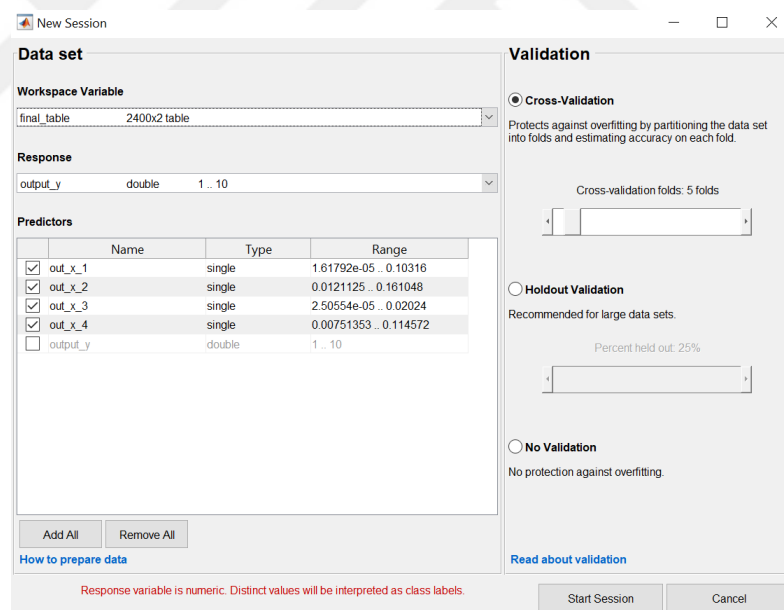 New Session
Data set
Workspace Variable
final_table 2400x2 table
Response
output_y double 1 .. 10
Predictors
Name Type Range
out_x_1 single 1.61792e-05 .. 0.10316
out_x_2 single 0.0121125 .. 0.161048
out_x_3 single 2.50554e-05 .. 0.02024
out_x_4 single 0.00751353 .. 0.114572
output_y double 1 .. 10
Add All Remove All
How to prepare data
Validation
Cross-Validation
Protects against overfitting by partitioning the data set
into folds and estimating accuracy on each fold.
Cross-validation folds: 5 folds
Holdout Validation
Recommended for large data sets.
Percent held out: 25%
No Validation
No protection against overfitting.
Read about validation
Response variable is numeric. Distinct values will be interpreted as class labels.
Start Session Cancel